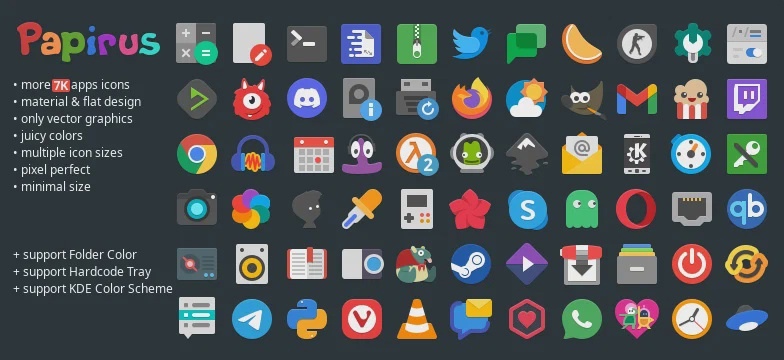 Papirus
• more 7K apps icons
• material & flat design
• only vector graphics
• juicy colors
• multiple icon sizes
• pixel perfect
• minimal size
+ support Folder Color
+ support Hardcode Tray
+ support KDE Color Scheme